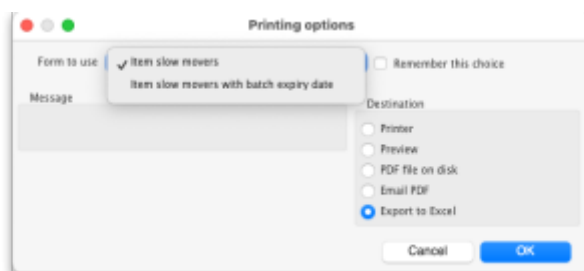 Printing options
Form to use
✓ Item slow movers
Item slow movers with batch expiry date
Remember this choice
Message
Destination
Printer
Preview
PDF file on disk
Email PDF
Export to Excel
Cancel
OK